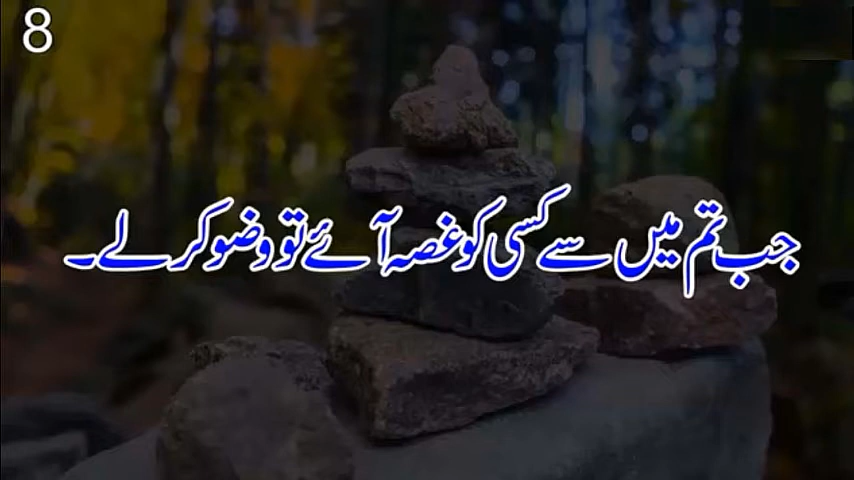 8
جب تم میں سے کسی کو غصہ آئے تو وضو کر لے۔